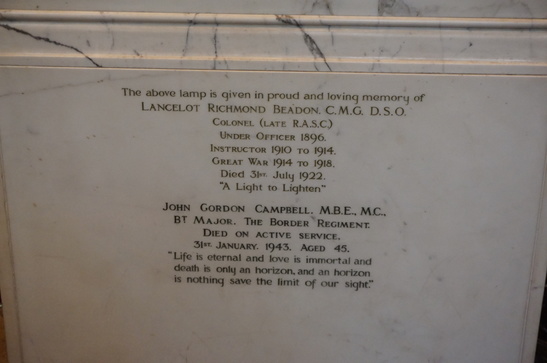 The above lamp is given in proud and loving memory of
LANCELOT RICHMOND BEADON, C.M.G. D.S.O.
COLONEL (LATE R.A.S.C.)
UNDER OFFICER 1896.
INSTRUCTOR 1910 TO 1914.
GREAT WAR 1914 TO 1918.
Died 31st July 1922.
"A Light to Lighten"
JOHN GORDON CAMPBELL, M.B.E., M.C.,
BT MAJOR. THE BORDER REGIMENT.
DIED ON ACTIVE SERVICE.
31st JANUARY. 1943. AGED 45.
"Life is eternal and love is immortal and
death is only an horizon, and an horizon
is nothing save the limit of our sight."